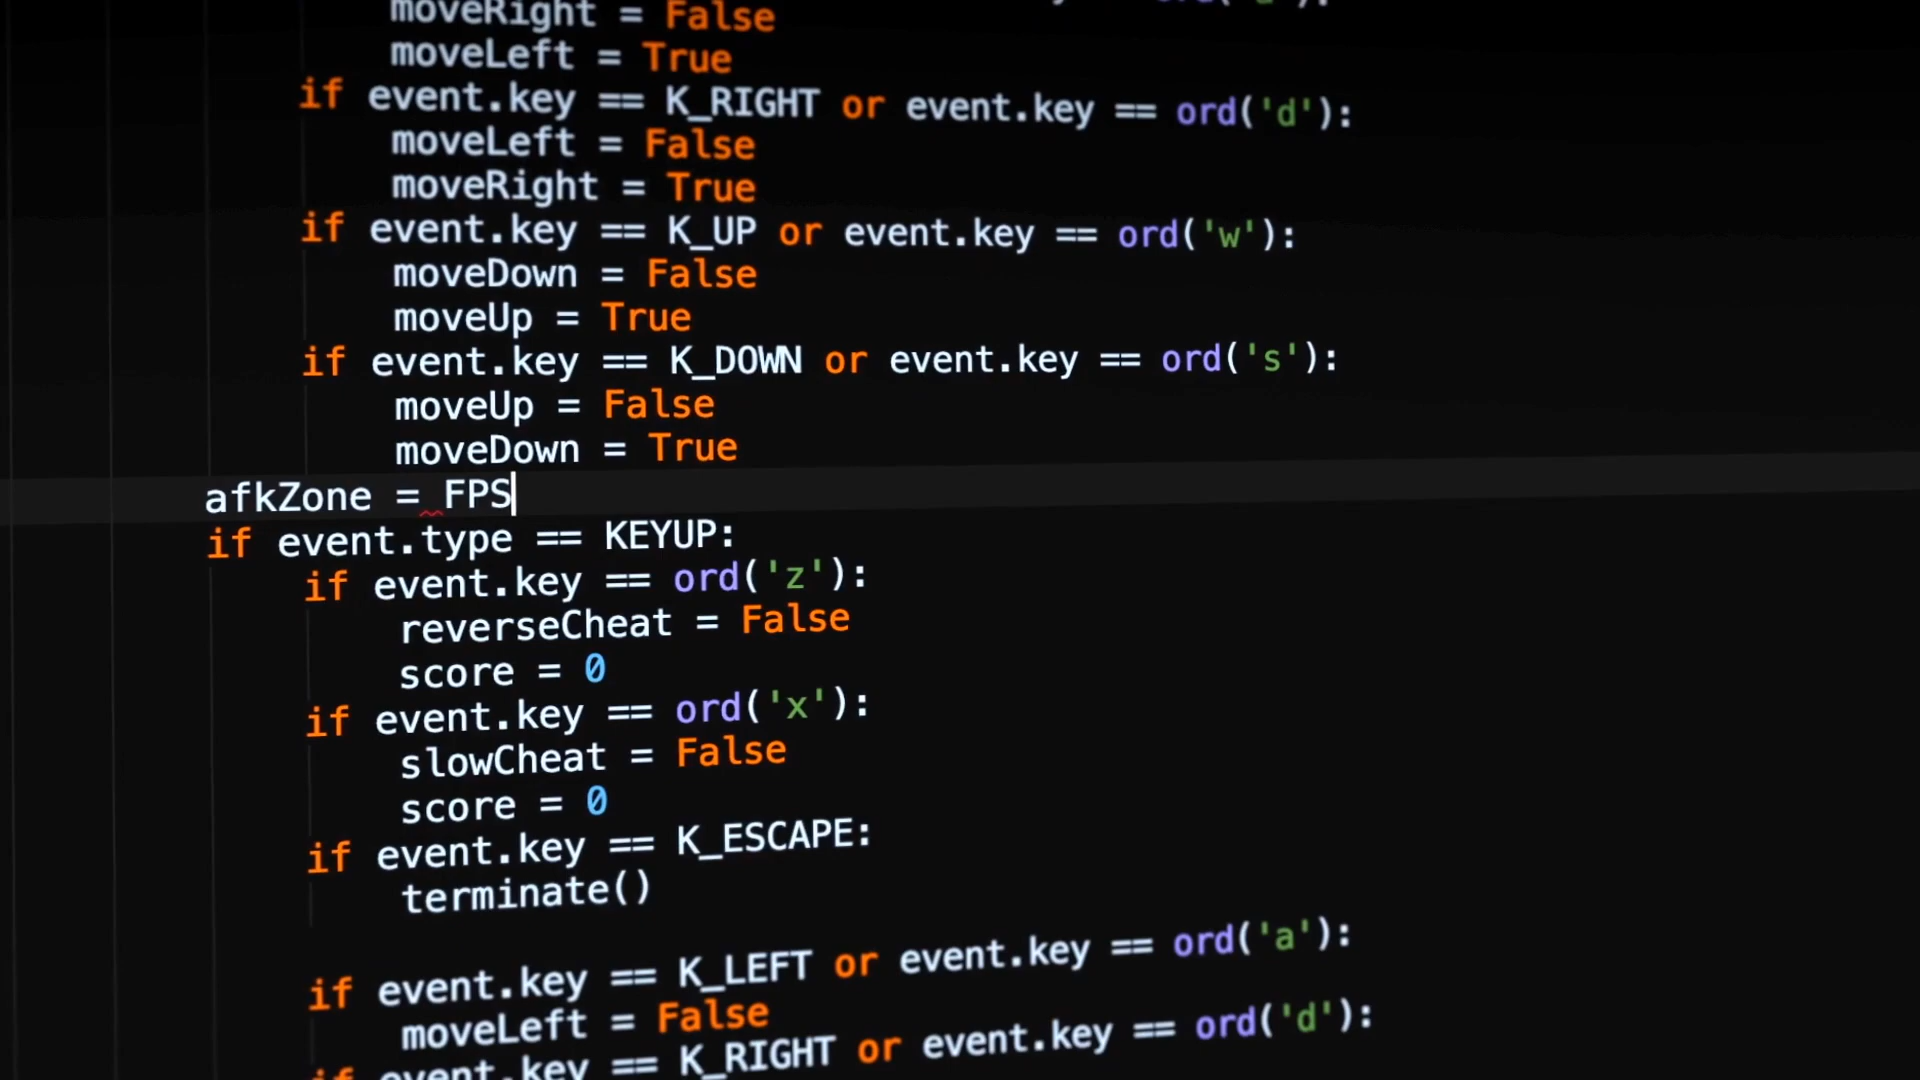 moveRight = False
moveLeft = True
if event.key == K_RIGHT or event.key == ord('d'):
moveLeft = False
moveRight = True
if event.key == K_UP or event.key == ord('w'):
moveDown = False
moveUp = True
if event.key == K_DOWN or event.key == ord('s'):
moveUp = False
moveDown = True
afkZone = FPS
if event.type == KEYUP:
if event.key == ord('z'):
reverseCheat = False
score = 0
if event.key == ord('x'):
slowCheat = False
score = 0
if event.key == K_ESCAPE:
terminate()
if event.key == K_LEFT or event.key == ord('a'):
moveLeft = False
if event.key == K_RIGHT or event.key == ord('d'):